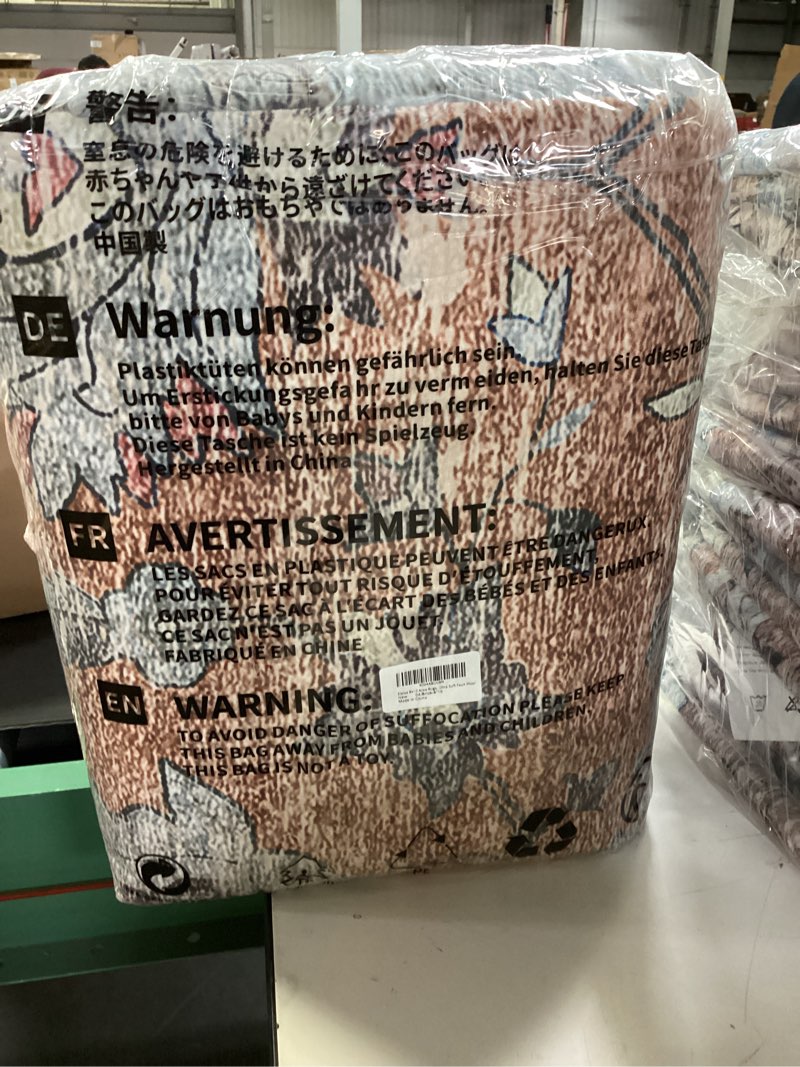 警告:
窒息の危険を避けるために、このバッグは
赤ちゃんや子供から遠ざけてください
このバッグはおもちゃではありません。
中国製
DE
Warnung:
Plastiktüten können gefährlich sein.
Um Erstickungsgefahr zu vermeiden, halten Sie diese
bitte von Babys und Kindern fern.
Diese Tasche ist kein Spielzeug.
Hergestellt in China
FR
AVERTISSEMENT:
LES SACS EN PLASTIQUE PEUVENT ÊTRE DANGERUX.
POUR ÉVITER TOUT RISQUE D'ÉTOUFFEMENT,
GARDEZ CE SAC À L'ÉCART DES BÉBÉS ET DES ENFANTS.
CE SAC N'EST PAS UN JOUET.
FABRIQUÉ EN CHINE
EN
WARNING:
TO AVOID DANGER OF SUFFOCATION PLEASE KEEP
THIS BAG AWAY FROM BABIES AND CHILDREN.
THIS BAG IS NOT A TOY.
Made in China
PE